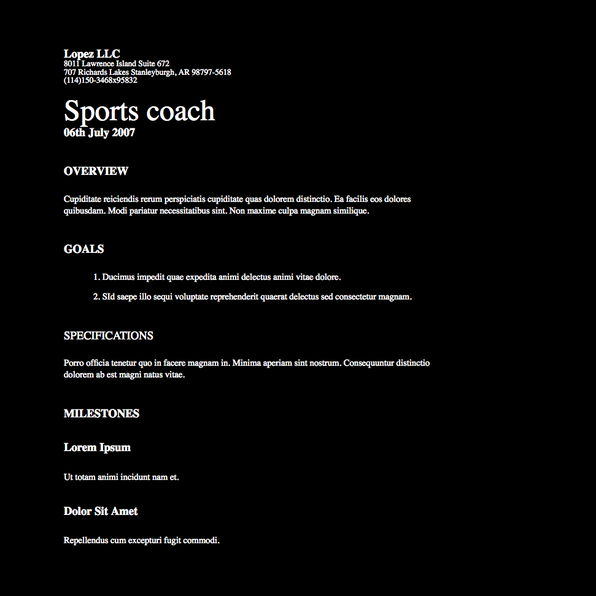 Lopez LLC
8011 Lawrence Island Suite 672
707 Richards Lakes Stanleyburgh, AR 98797-5618
(114)150-3468x95832
Sports coach
06th July 2007
OVERVIEW
Cupiditate reiciendis rerum perspiciatis cupiditate quas dolorem distinctio. Ea facilis eos dolores
quibusdam. Modi pariatur necessitatibus sint. Non maxime culpa magnam similique.
GOALS
1. Ducimus impedit quae expedita animi delectus animi vitae dolore.
2. SId saepe illo sequi voluptate reprehenderit quaerat delectus sed consectetur magnam.
SPECIFICATIONS
Porro officia tenetur quo in facere magnam in. Minima aperiam sint nostrum. Consequuntur distinctio
dolorem ab est magni natus vitae.
MILESTONES
Lorem Ipsum
Ut totam animi incidunt nam et.
Dolor Sit Amet
Repellendus cum excepturi fugit commodi.